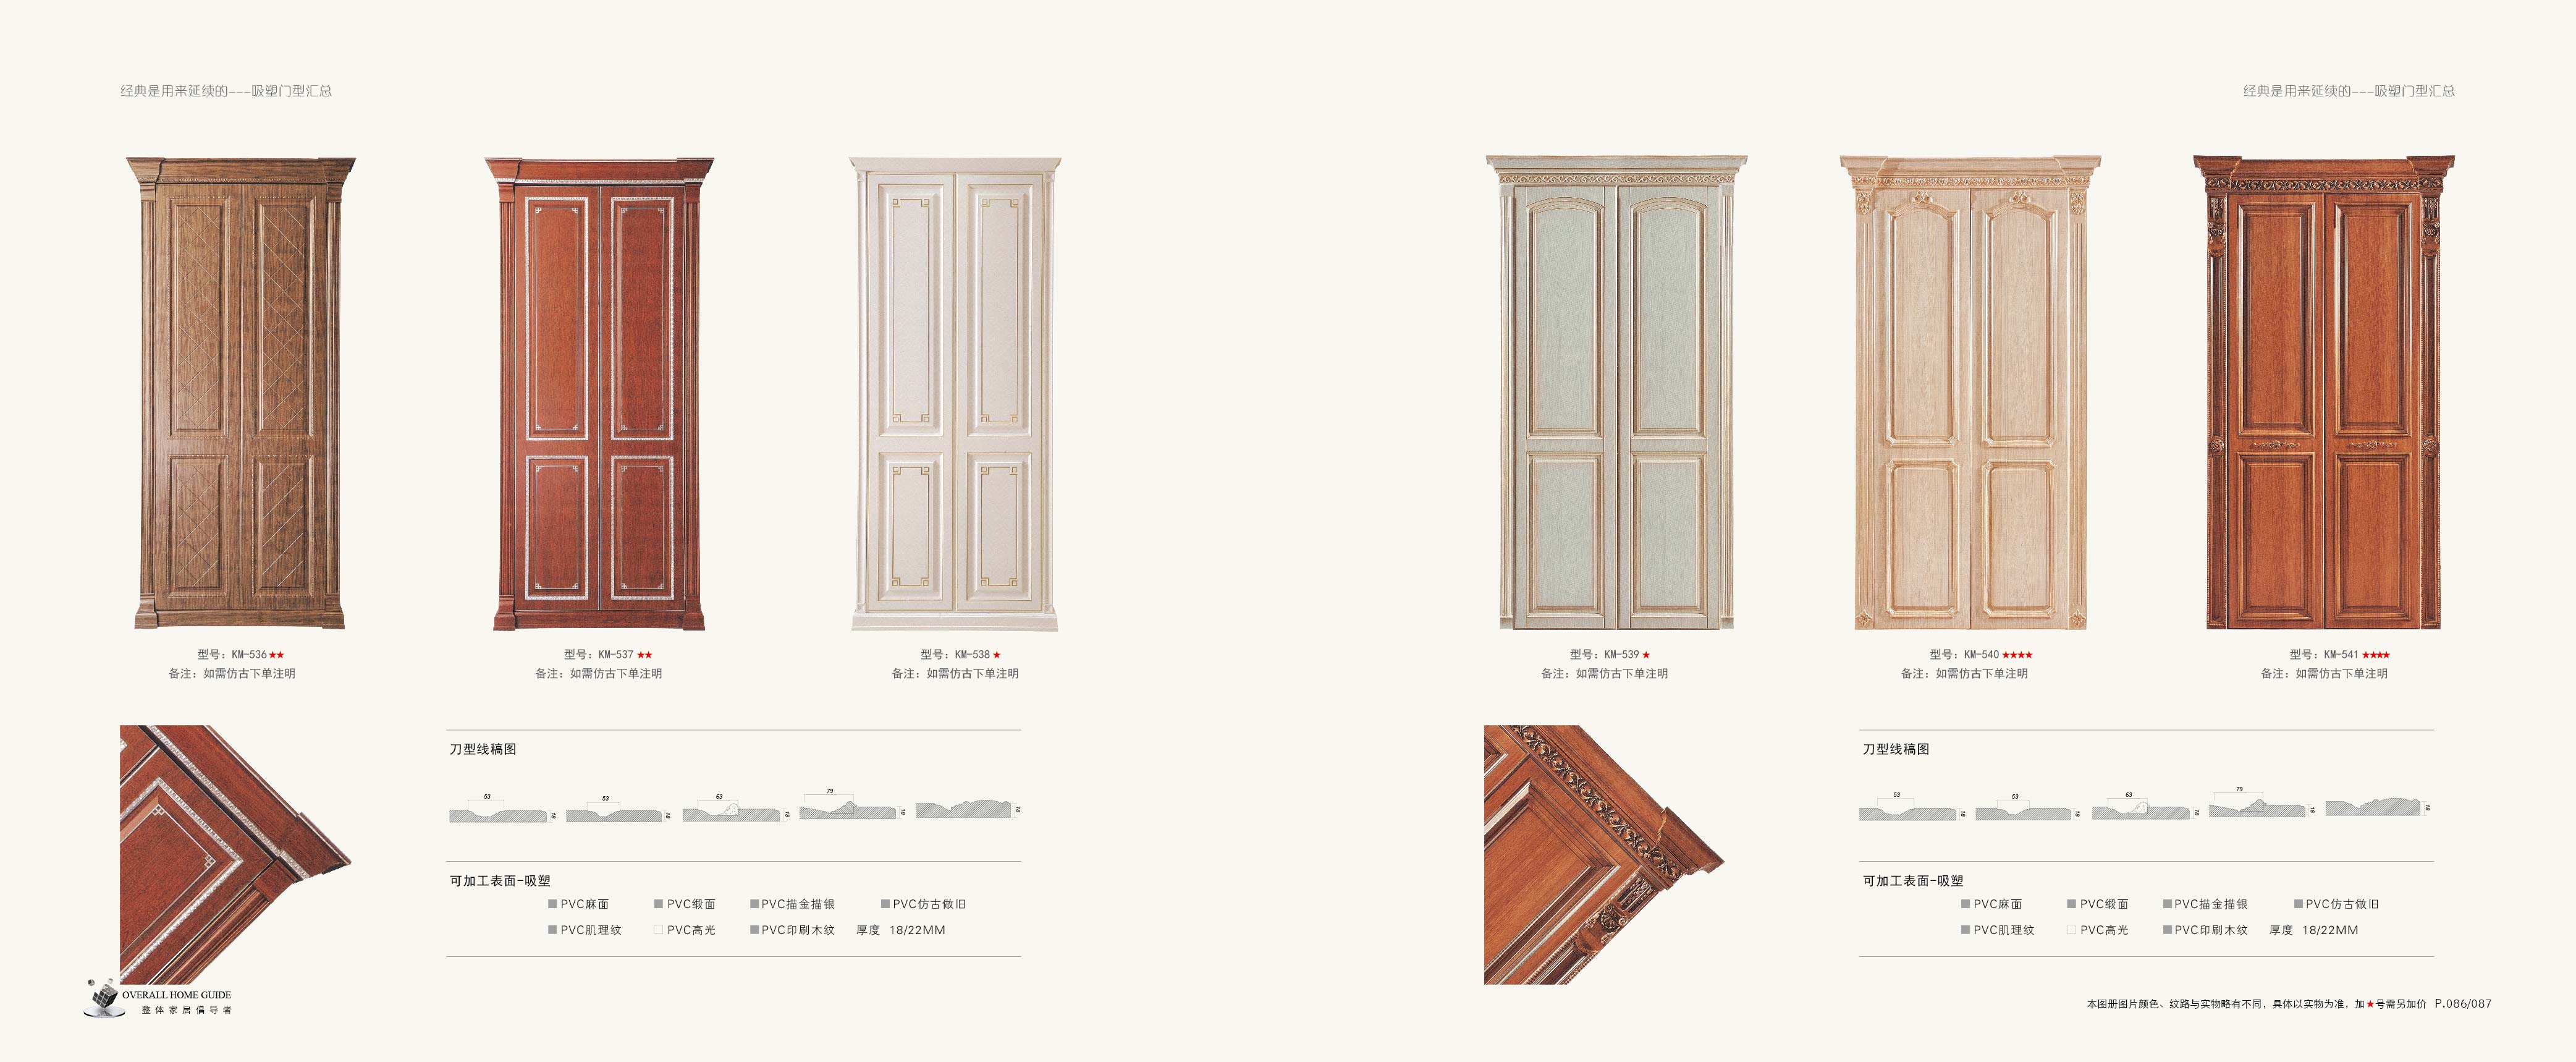 经典是用来延续的---吸塑门型汇总
经典是用来延续的---吸塑门型汇总
型号：KM-536★★
备注：如需仿古下单注明
型号：KM-537 ★★
备注：如需仿古下单注明
型号：KM-538 ★
备注：如需仿古下单注明
型号：KM-539 ★
备注：如需仿古下单注明
型号：KM-540 ★★★★
备注：如需仿古下单注明
型号：KM-541 ★★★★
备注：如需仿古下单注明
刀型线稿图
53 18 53 18 63 18 79 18 18
可加工表面-吸塑
■ PVC麻面 ■ PVC缎面 ■ PVC描金描银 ■ PVC仿古做旧
■ PVC肌理纹 □ PVC高光 ■ PVC印刷木纹 厚度 18/22MM
刀型线稿图
53 18 53 18 63 18 79 18 18
可加工表面-吸塑
■ PVC麻面 ■ PVC缎面 ■ PVC描金描银 ■ PVC仿古做旧
■ PVC肌理纹 □ PVC高光 ■ PVC印刷木纹 厚度 18/22MM
OVERALL HOME GUIDE
整体家居倡导者
本图册图片颜色、纹路与实物略有不同，具体以实物为准，加★号需另加价 P.086/087